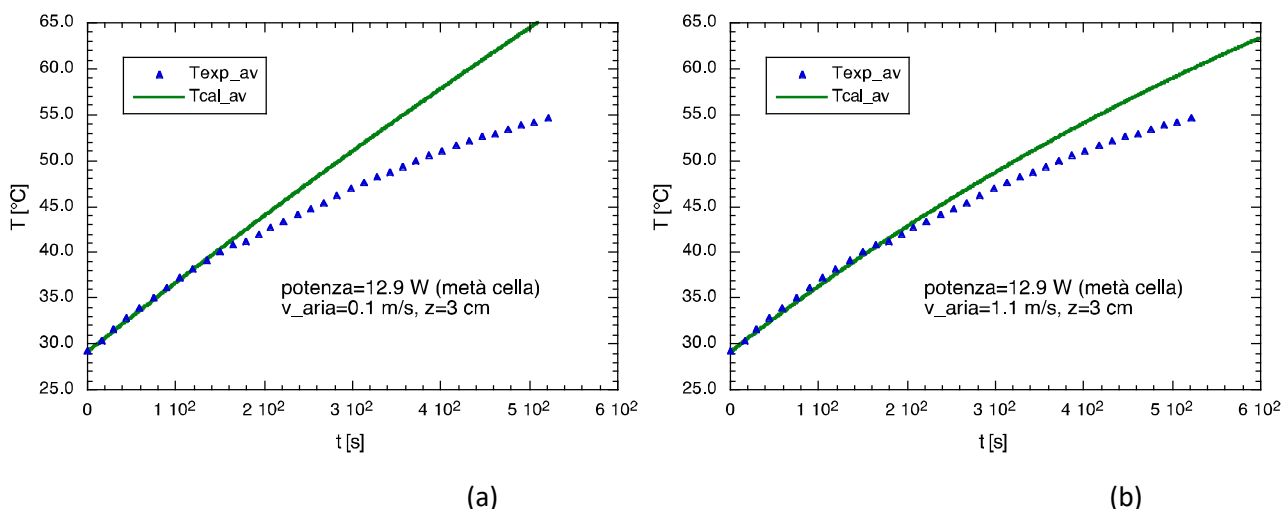 65.0
60.0
55.0
50.0
45.0
40.0
35.0
30.0
25.0
T [°C]
Texp_av
Tcal_av
potenza=12.9 W (metà cella)
v_aria=0.1 m/s, z=3 cm
0 1 10² 2 10² 3 10² 4 10² 5 10² 6 10²
t [s]
(a)
65.0
60.0
55.0
50.0
45.0
40.0
35.0
30.0
25.0
T [°C]
Texp_av
Tcal_av
potenza=12.9 W (metà cella)
v_aria=1.1 m/s, z=3 cm
0 1 10² 2 10² 3 10² 4 10² 5 10² 6 10²
t [s]
(b)